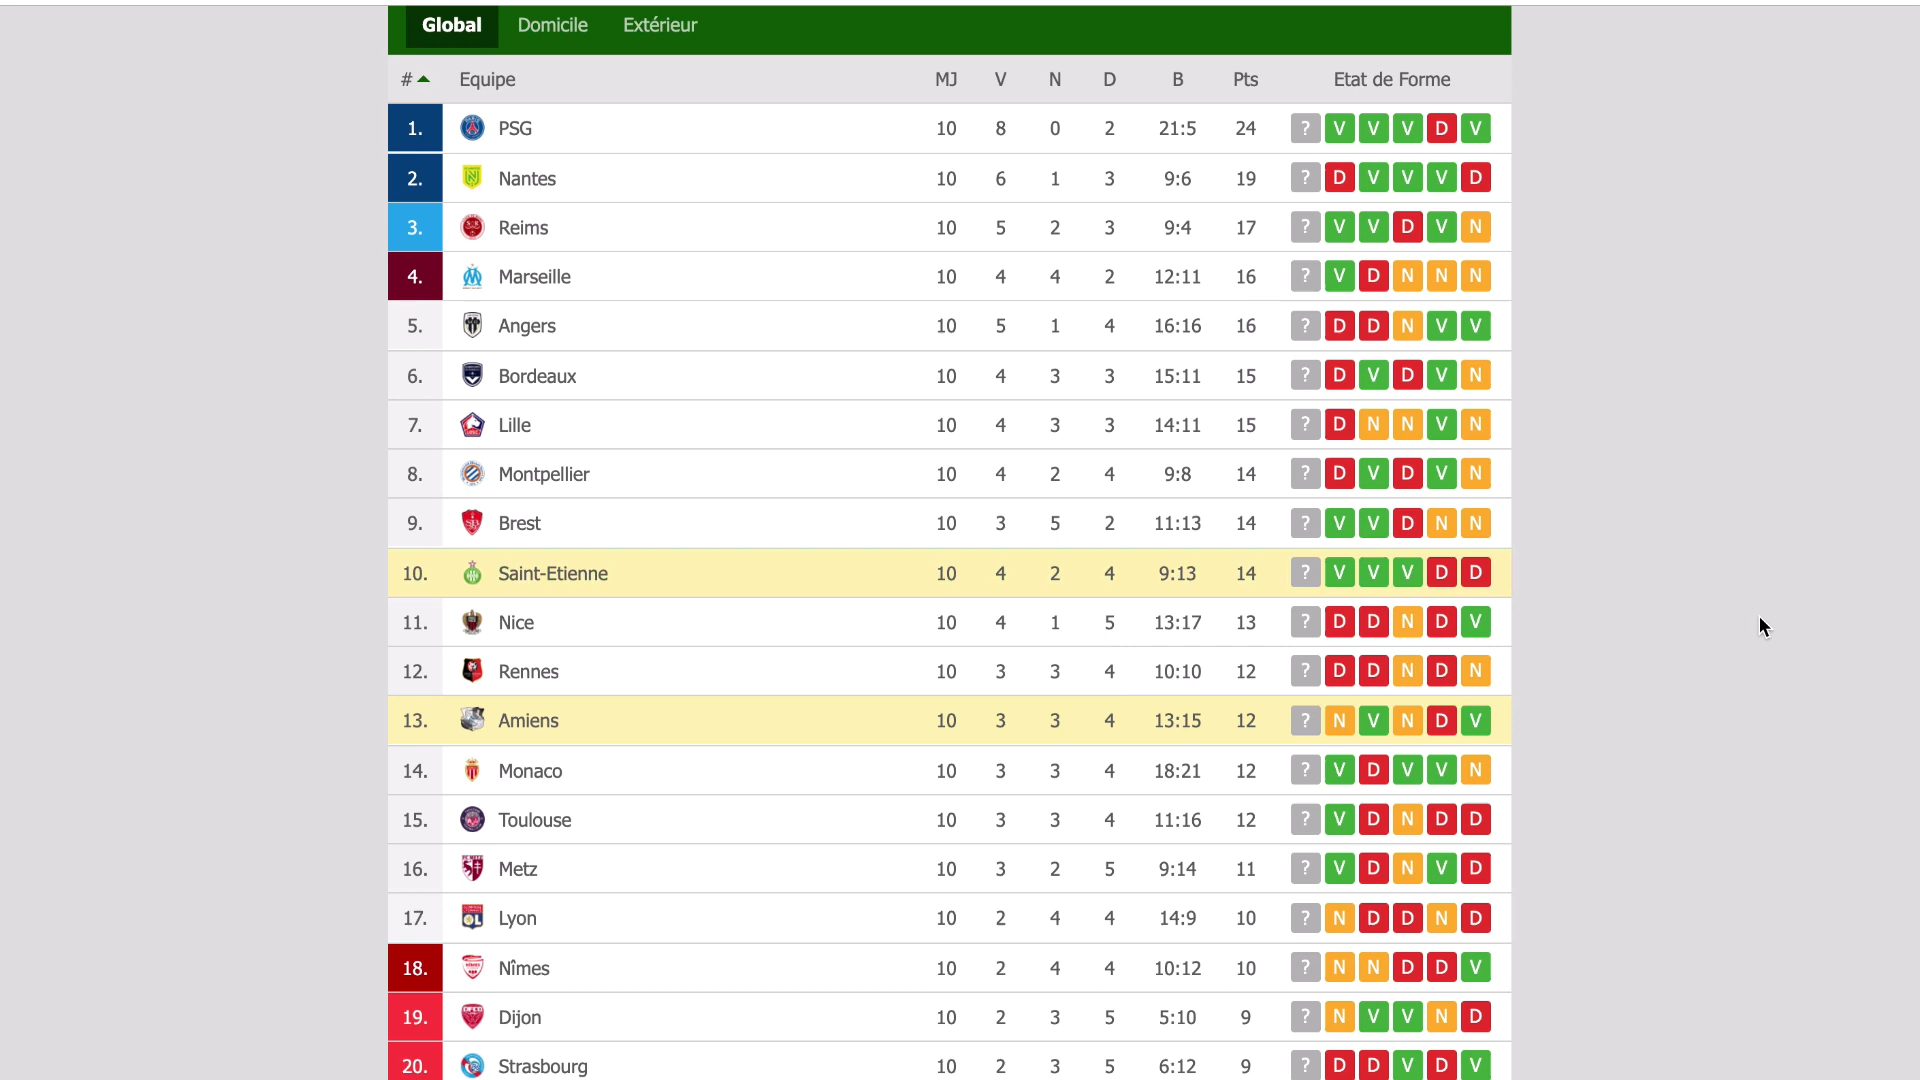 Global Domicile Extérieur
# Equipe MJ V N D B Pts Etat de Forme
1. PSG 10 8 0 2 21:5 24 ? V V V D V
2. Nantes 10 6 1 3 9:6 19 ? D V V V D
3. Reims 10 5 2 3 9:4 17 ? V V D V N
4. Marseille 10 4 4 2 12:11 16 ? V D N N N
5. Angers 10 5 1 4 16:16 16 ? D D N V V
6. Bordeaux 10 4 3 3 15:11 15 ? D V D V N
7. Lille 10 4 3 3 14:11 15 ? D N N V N
8. Montpellier 10 4 2 4 9:8 14 ? D V D V N
9. Brest 10 3 5 2 11:13 14 ? V V D N N
10. Saint-Etienne 10 4 2 4 9:13 14 ? V V V D D
11. Nice 10 4 1 5 13:17 13 ? D D N D V
12. Rennes 10 3 3 4 10:10 12 ? D D N D N
13. Amiens 10 3 3 4 13:15 12 ? N V N D V
14. Monaco 10 3 3 4 18:21 12 ? V D V V N
15. Toulouse 10 3 3 4 11:16 12 ? V D N D D
16. Metz 10 3 2 5 9:14 11 ? V D N V D
17. Lyon 10 2 4 4 14:9 10 ? N D D N D
18. Nîmes 10 2 4 4 10:12 10 ? N N D D V
19. Dijon 10 2 3 5 5:10 9 ? N V V N D
20. Strasbourg 10 2 3 5 6:12 9 ? D D V D V